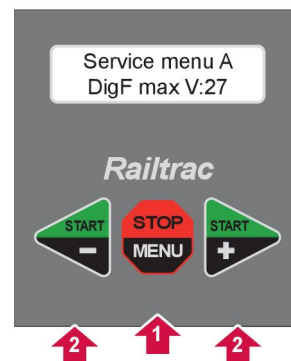 Service menu A
DigF max V:27
Railtrac
START
-
STOP
MENU
START
+
2
1
2